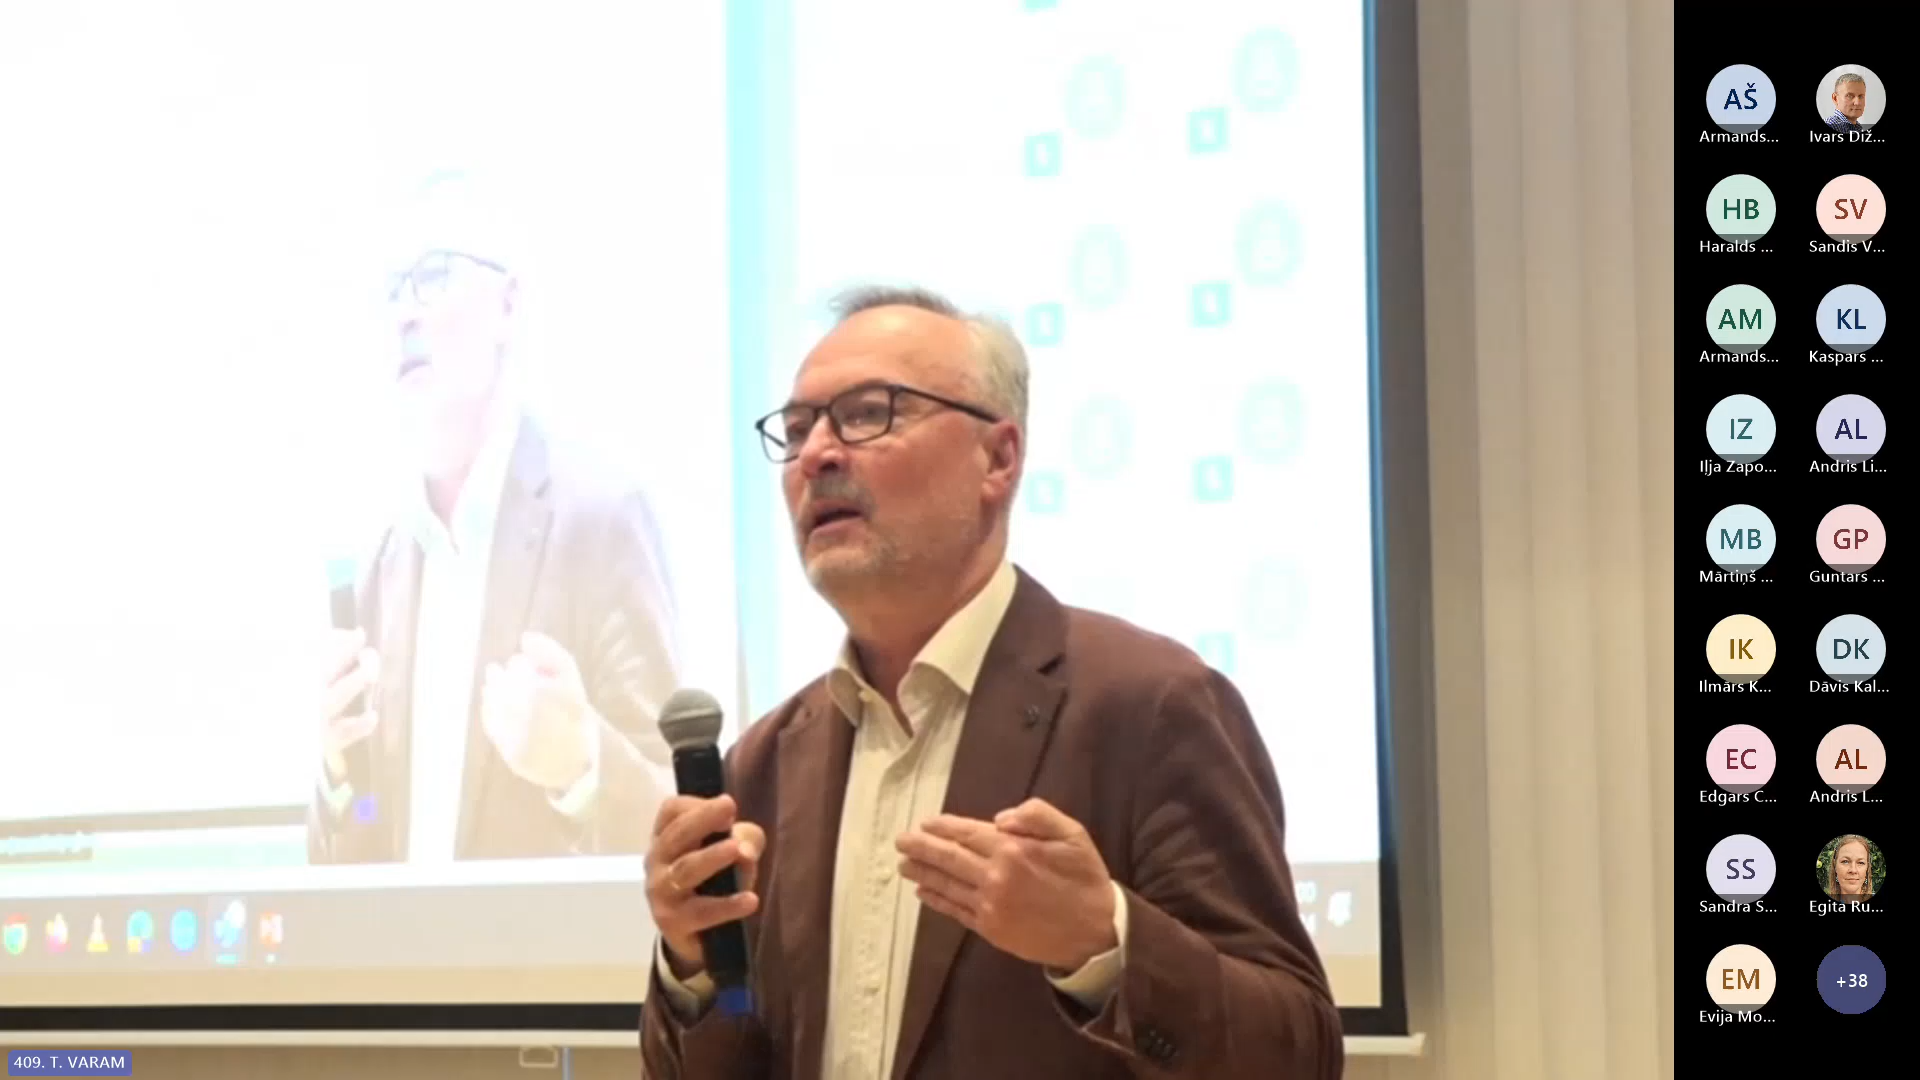 AŠ
Armands...
Ivars Diž...
HB
Haralds ...
SV
Sandis V...
AM
Armands...
KL
Kaspars ...
IZ
Iļja Zapo...
AL
Andris Li...
MB
Mārtiņš ...
GP
Guntars ...
IK
Ilmārs K...
DK
Dāvis Kal...
EC
Edgars C...
AL
Andris L...
SS
Sandra S...
Egita Ru...
EM
Evija Mo...
+38
409. T. VARAM